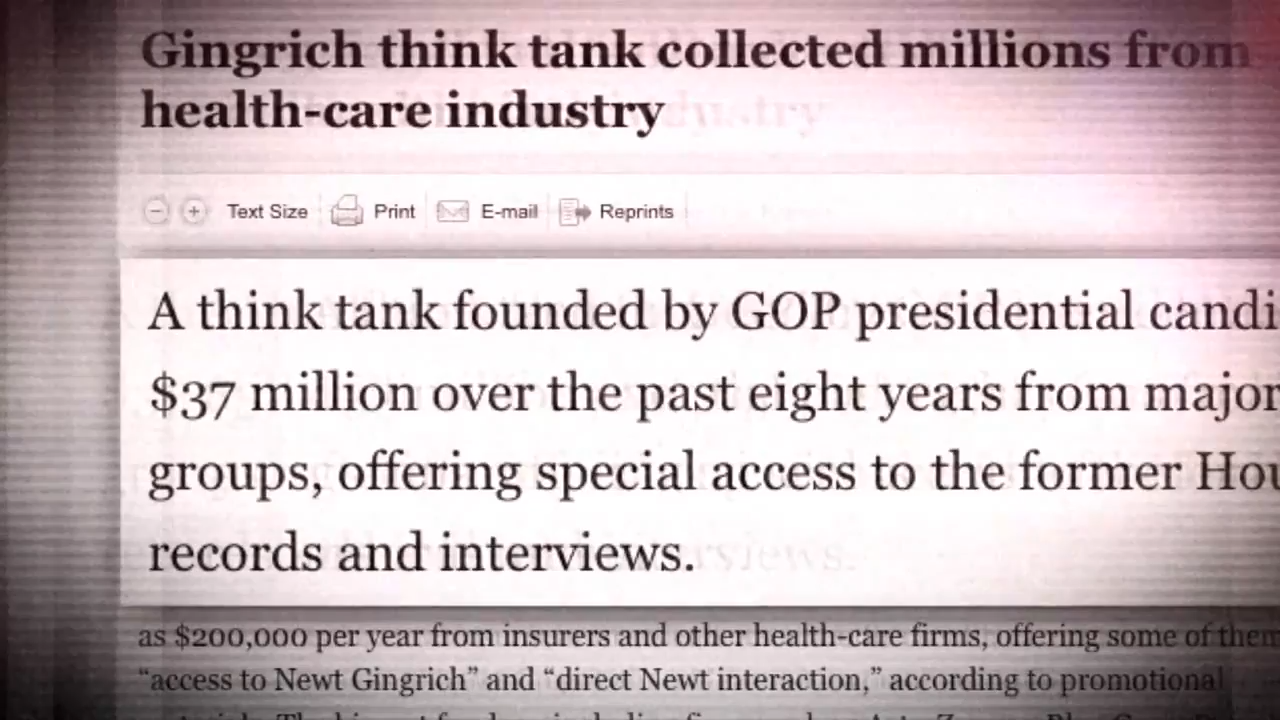 Gingrich think tank collected millions from
health-care industry
Text Size Print E-mail Reprints
A think tank founded by GOP presidential candi
$37 million over the past eight years from major
groups, offering special access to the former Hou
records and interviews.
as $200,000 per year from insurers and other health-care firms, offering some of them
“access to Newt Gingrich” and “direct Newt interaction,” according to promotional